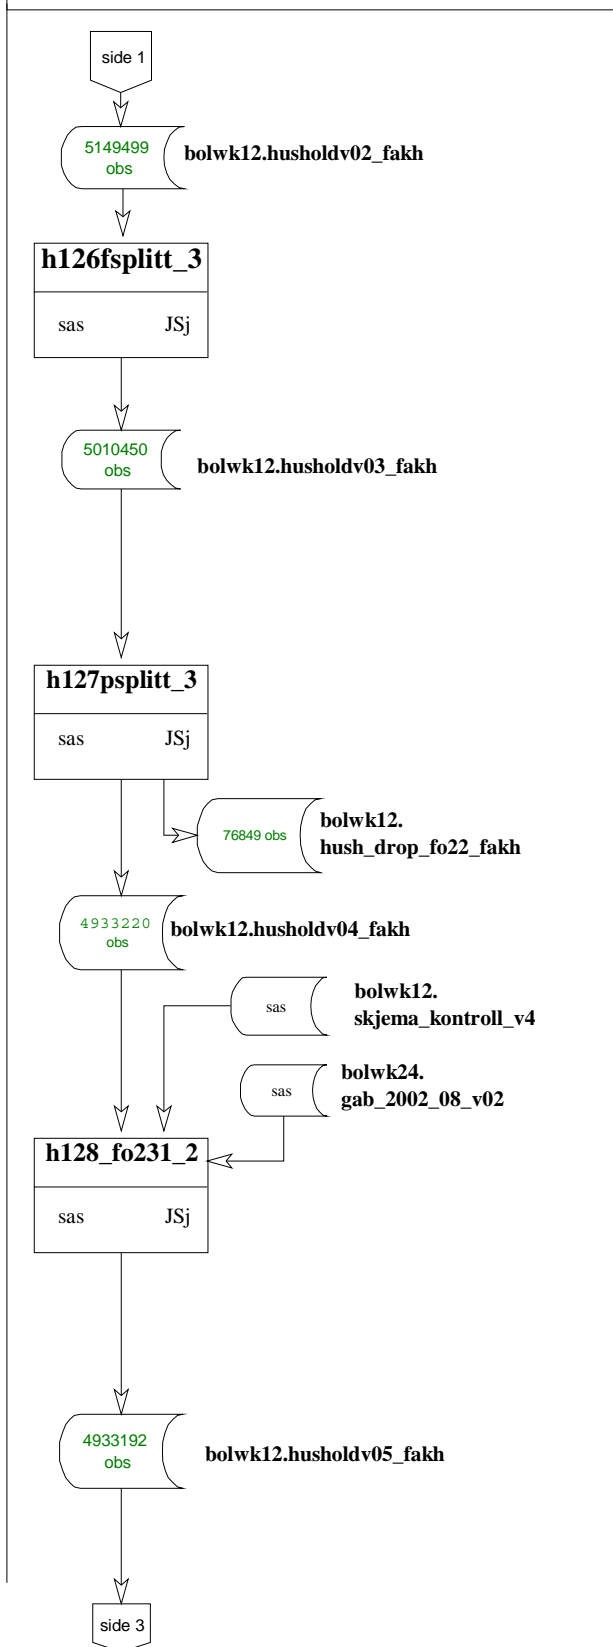 side 1
5149499
obs
bolwk12.husholdv02_fakh
h126fsplitt_3
sas JSj
5010450
obs
bolwk12.husholdv03_fakh
h127psplitt_3
sas JSj
76849 obs
bolwk12.
hush_drop_fo22_fakh
4933220
obs
bolwk12.husholdv04_fakh
sas
bolwk12.
skjema_kontroll_v4
sas
bolwk24.
gab_2002_08_v02
h128_fo231_2
sas JSj
4933192
obs
bolwk12.husholdv05_fakh
side 3